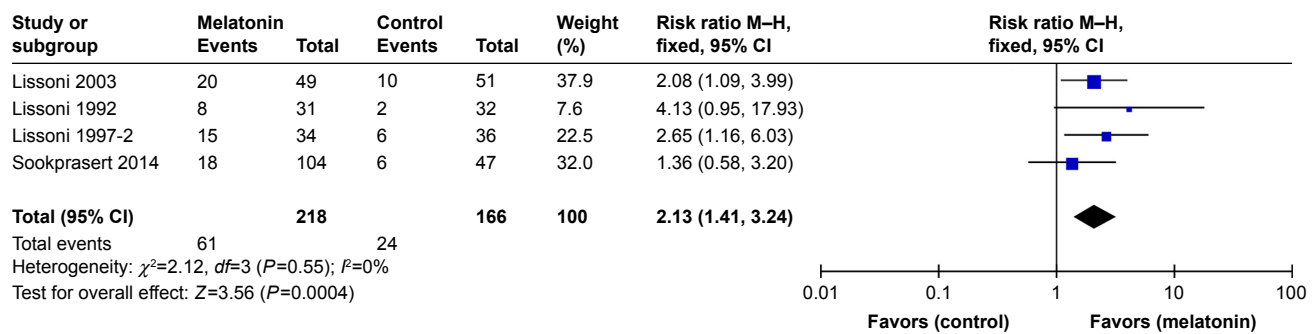 Study or subgroup Melatonin Events Total Control Events Total Weight (%) Risk ratio M–H, fixed, 95% CI Risk ratio M–H, fixed, 95% CI
Lissoni 2003 20 49 10 51 37.9 2.08 (1.09, 3.99)
Lissoni 1992 8 31 2 32 7.6 4.13 (0.95, 17.93)
Lissoni 1997-2 15 34 6 36 22.5 2.65 (1.16, 6.03)
Sookprasert 2014 18 104 6 47 32.0 1.36 (0.58, 3.20)
Total (95% CI) 218 166 100 2.13 (1.41, 3.24)
Total events 61 24
Heterogeneity: χ²=2.12, df=3 (P=0.55); I²=0%
Test for overall effect: Z=3.56 (P=0.0004)
0.01 0.1 1 10 100
Favors (control) Favors (melatonin)